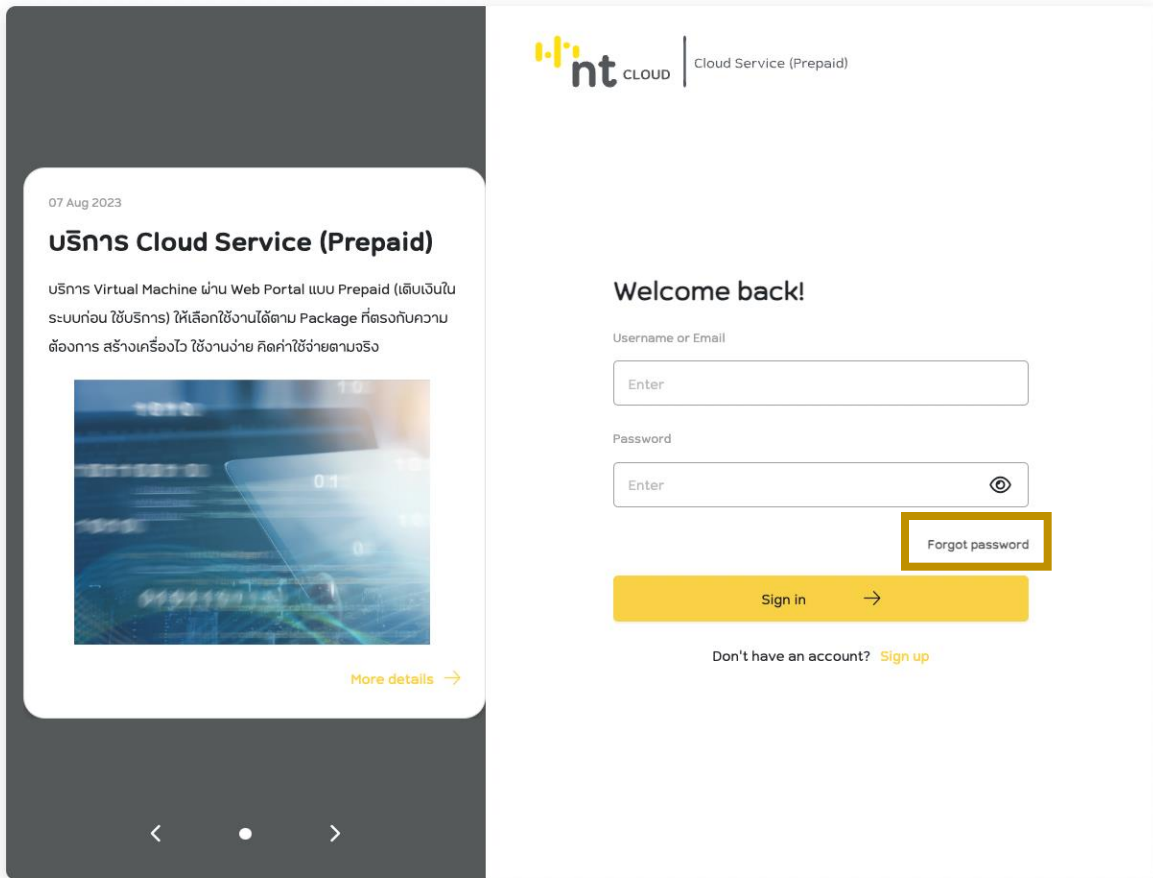 07 Aug 2023
บริการ Cloud Service (Prepaid)
บริการ Virtual Machine ผ่าน Web Portal แบบ Prepaid (เติมเงินใน
ระบบก่อน ใช้บริการ) ให้เลือกใช้งานได้ตาม Package ที่ตรงกับความ
ต้องการ สร้างเครื่องไว ใช้งานง่าย คิดค่าใช้จ่ายตามจริง
More details
nt CLOUD Cloud Service (Prepaid)
Welcome back!
Username or Email
Enter
Password
Enter
Forgot password
Sign in
Don't have an account? Sign up